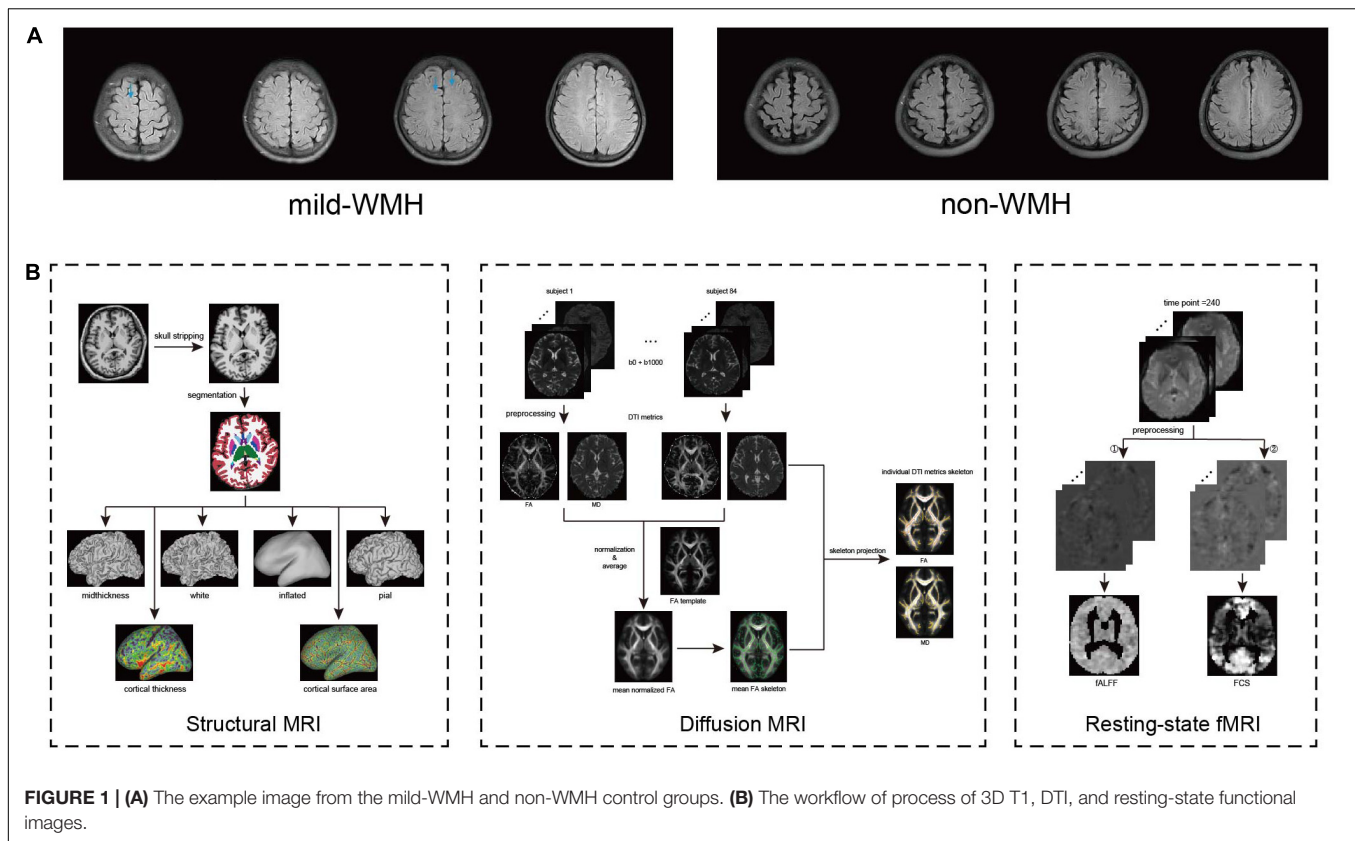 A
mild-WMH
non-WMH
B
skull stripping
segmentation
midthickness
white
inflated
pial
cortical thickness
cortical surface area
Structural MRI
subject 1
subject 84
...
...
...
b0 + b1000
preprocessing
DTI metrics
FA
MD
normalization
&
average
FA template
mean normalized FA
mean FA skeleton
skeleton projection
individual DTI metrics skeleton
FA
MD
Diffusion MRI
time point =240
...
preprocessing
①
②
...
...
fALFF
FCS
Resting-state fMRI
FIGURE 1 | (A) The example image from the mild-WMH and non-WMH control groups. (B) The workflow of process of 3D T1, DTI, and resting-state functional
images.